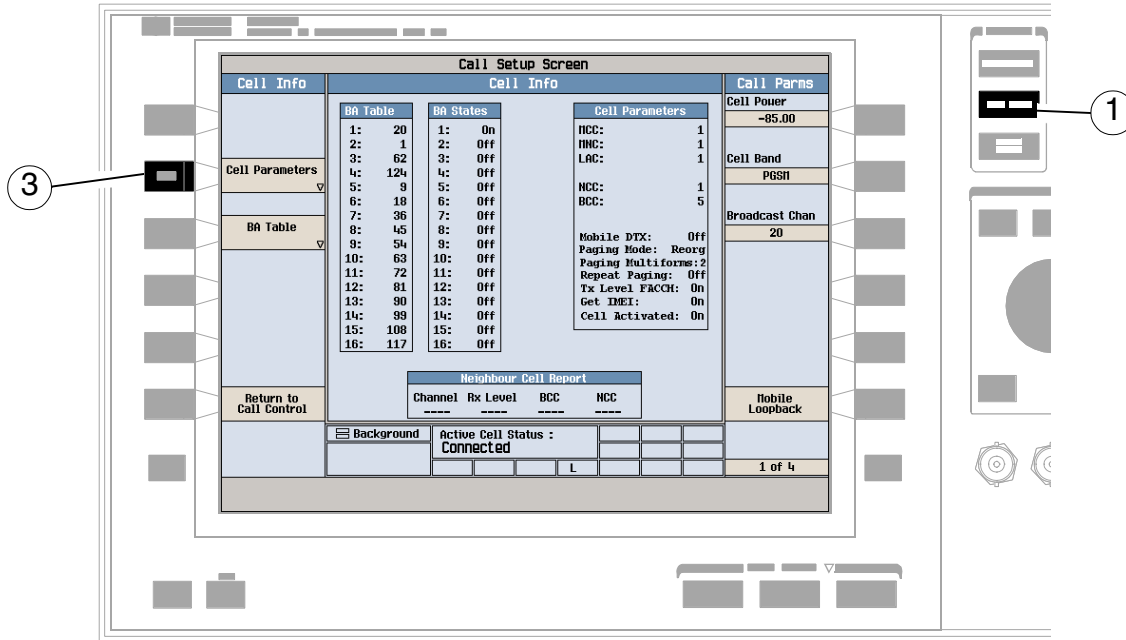 Call Setup Screen
Cell Info
Cell Info
Call Parms
Cell Parameters
BA Table
Return to
Call Control
BA Table
1: 20
2: 1
3: 62
4: 124
5: 9
6: 18
7: 36
8: 45
9: 54
10: 63
11: 72
12: 81
13: 90
14: 99
15: 108
16: 117
BA States
1: On
2: Off
3: Off
4: Off
5: Off
6: Off
7: Off
8: Off
9: Off
10: Off
11: Off
12: Off
13: Off
14: Off
15: Off
16: Off
Cell Parameters
MCC: 1
MNC: 1
LAC: 1
NCC: 1
BCC: 5
Mobile DTX: Off
Paging Mode: Reorg
Paging Multiforms:2
Repeat Paging: Off
Tx Level FACCH: On
Get IMEI: On
Cell Activated: On
Neighbour Cell Report
Channel Rx Level BCC NCC
---- ---- ---- ----
Background
Active Cell Status :
Connected
L
Cell Power
-85.00
Cell Band
PGSM
Broadcast Chan
20
Mobile
Loopback
1 of 4
1
3